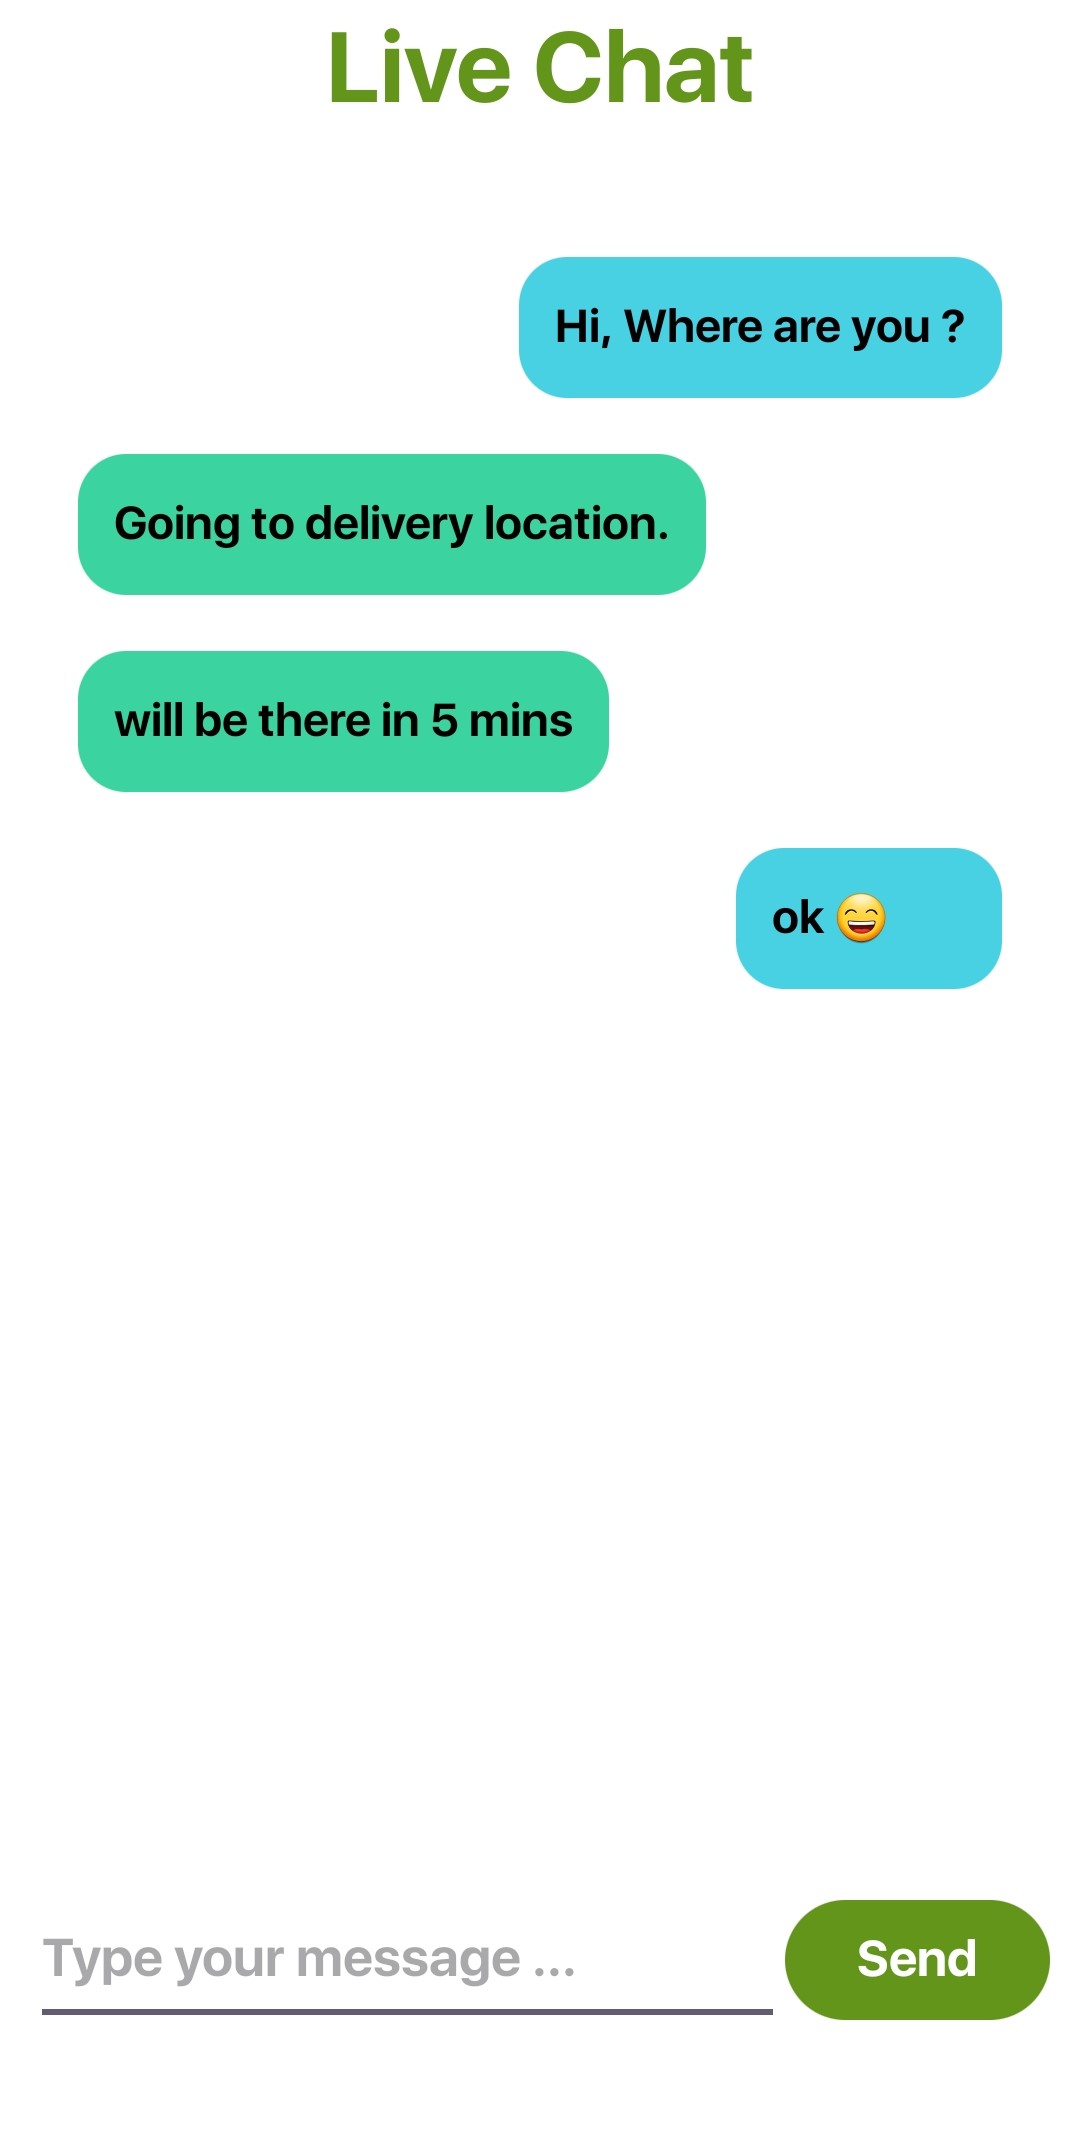 Live Chat
Hi, Where are you ?
Going to delivery location.
will be there in 5 mins
ok 😄
Type your message ...
Send